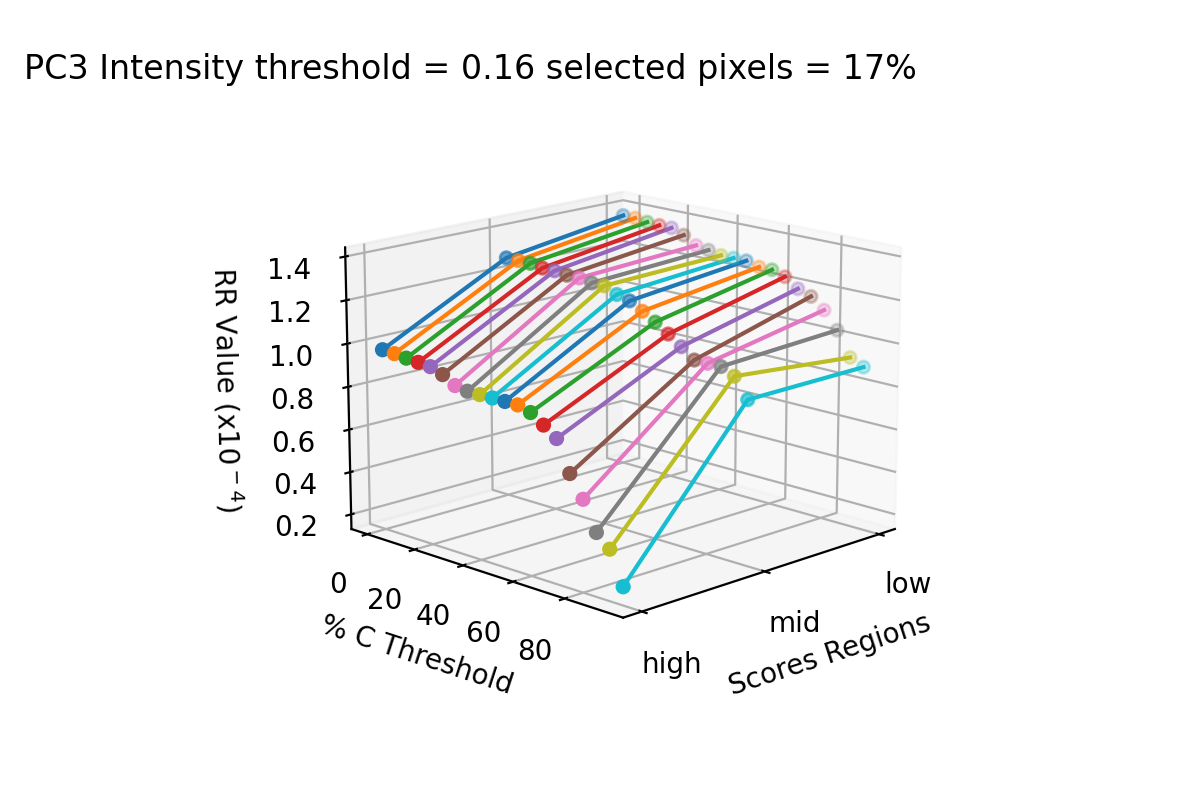 PC3 Intensity threshold = 0.16 selected pixels = 17%
RR Value (x10⁻⁴)
1.4
1.2
1.0
0.8
0.6
0.4
0.2
0
20
40
60
80
% C Threshold
high
mid
low
Scores Regions